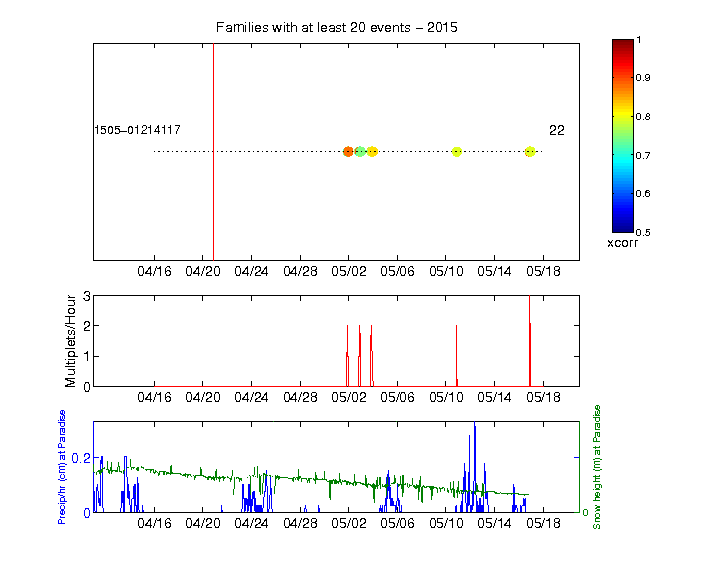 Families with at least 20 events − 2015
1505−01214117
22
04/16 04/20 04/24 04/28 05/02 05/06 05/10 05/14 05/18
1
0.9
0.8
0.7
0.6
0.5
xcorr
Multiplets/Hour
3
2
1
0
04/16 04/20 04/24 04/28 05/02 05/06 05/10 05/14 05/18
Precip/hr (cm) at Paradise
0.2
0
0
Snow height (m) at Paradise
04/16 04/20 04/24 04/28 05/02 05/06 05/10 05/14 05/18